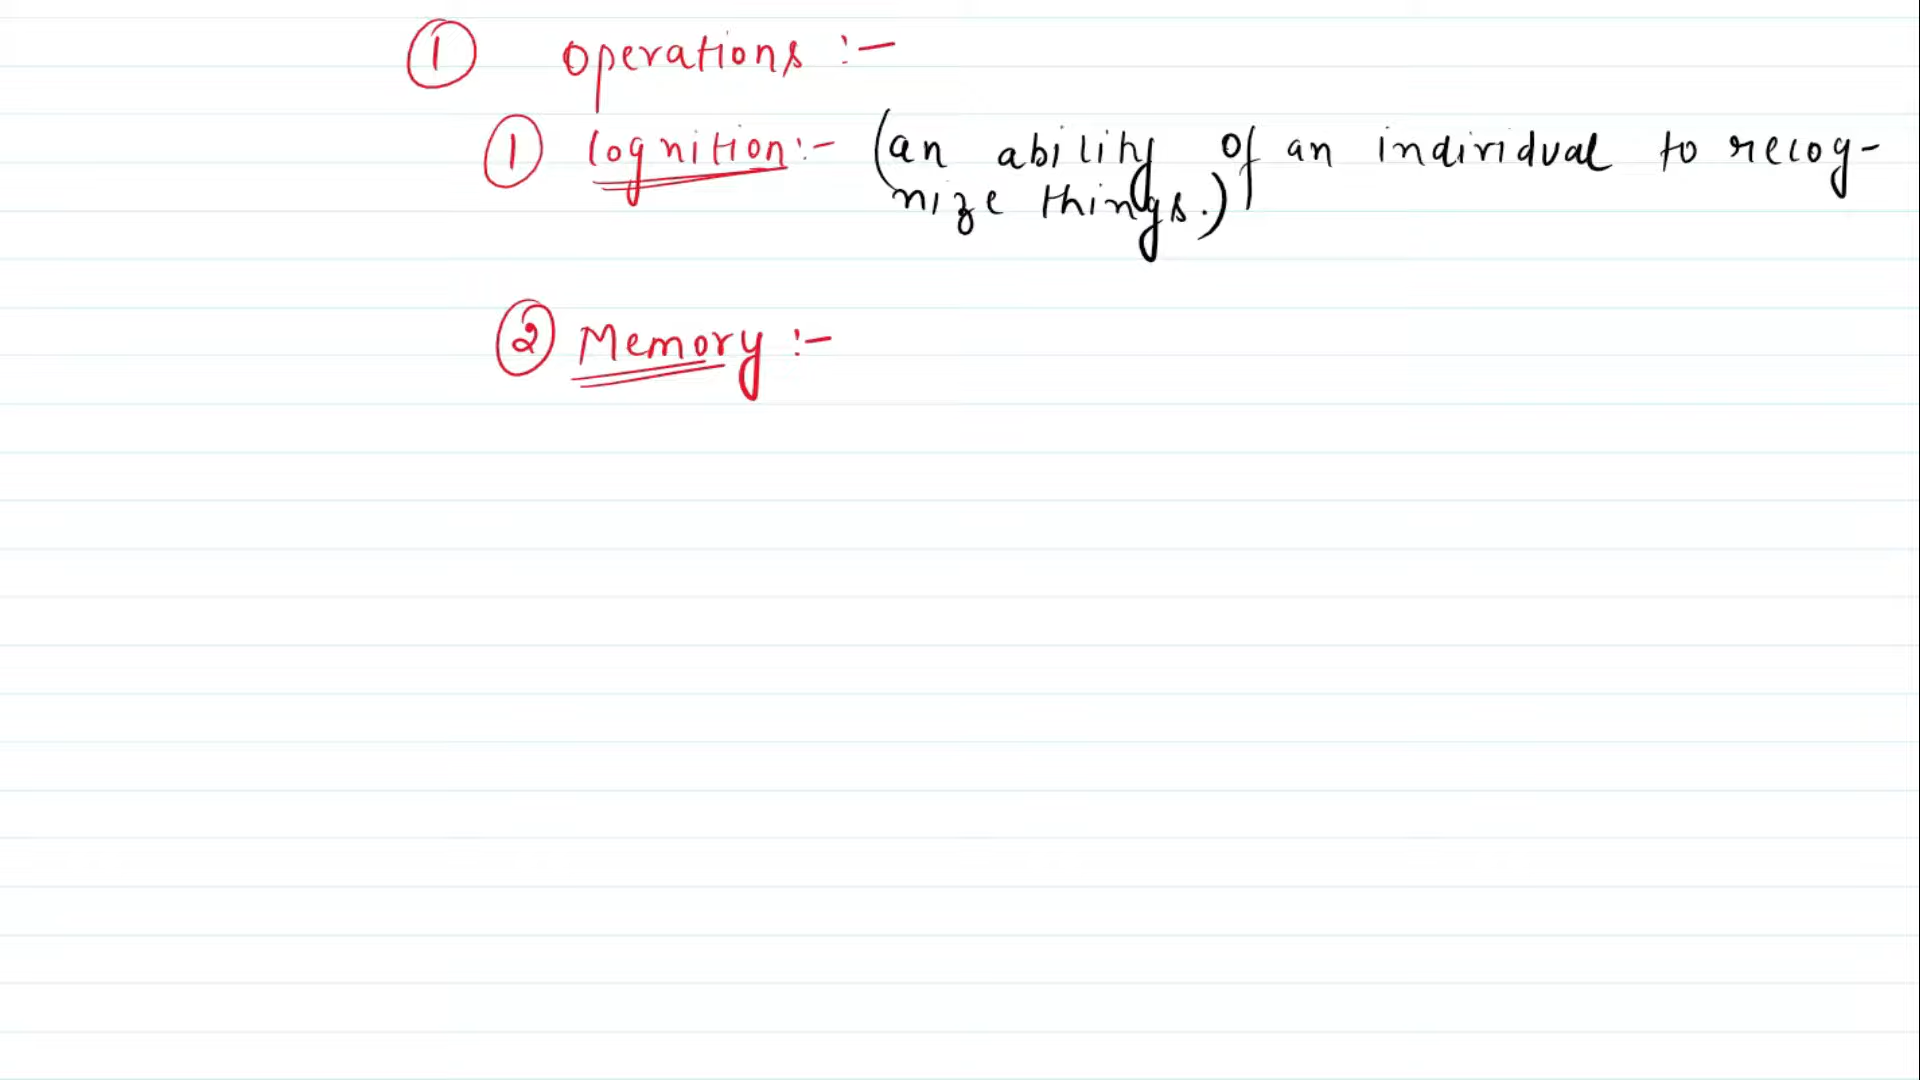 ① operations :-
① Cognition :- (an ability of an individual to recog-
nize things.)
② Memory :-